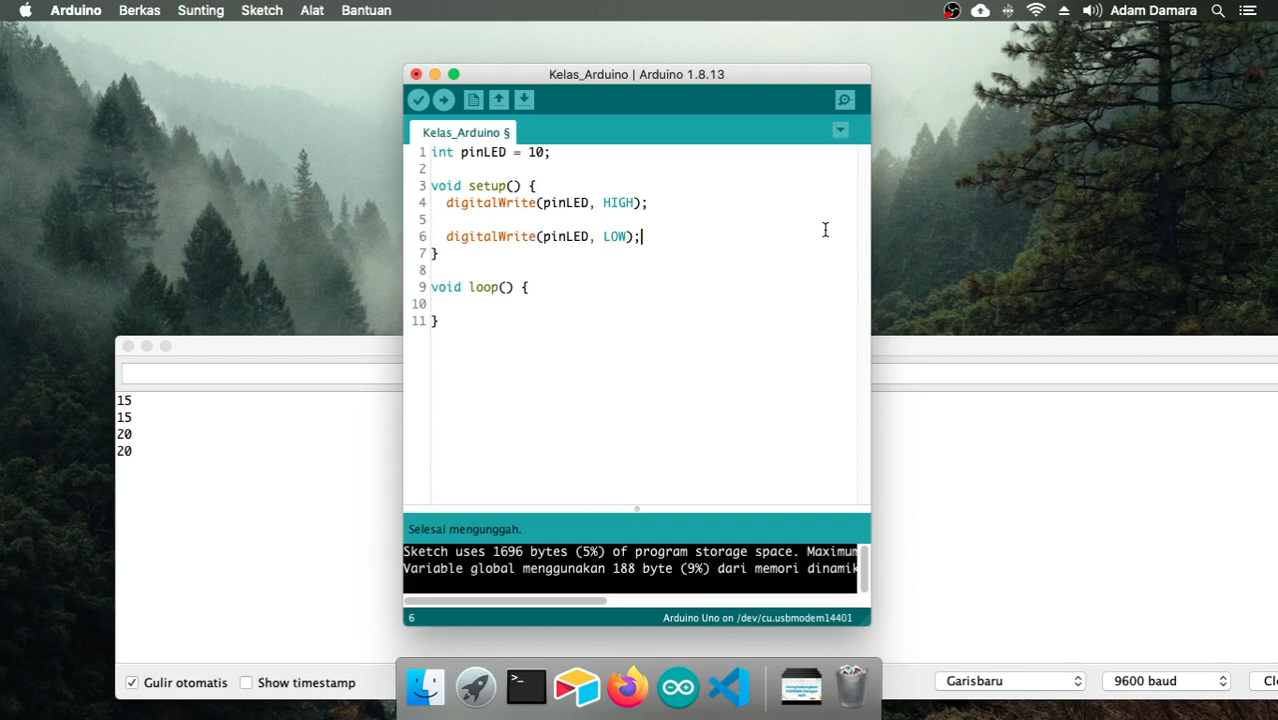 Arduino Berkas Sunting Sketch Alat Bantuan Adam Damara
Kelas_Arduino | Arduino 1.8.13
Kelas_Arduino §
1 int pinLED = 10;
2
3 void setup() {
4 digitalWrite(pinLED, HIGH);
5
6 digitalWrite(pinLED, LOW);
7 }
8
9 void loop() {
10
11 }
15
15
20
20
Selesai mengunggah.
Sketch uses 1696 bytes (5%) of program storage space. Maximum
Variable global menggunakan 188 byte (9%) dari memori dinamik
6 Arduino Uno on /dev/cu.usbmodem14401
Gulir otomatis Show timestamp Garisbaru 9600 baud